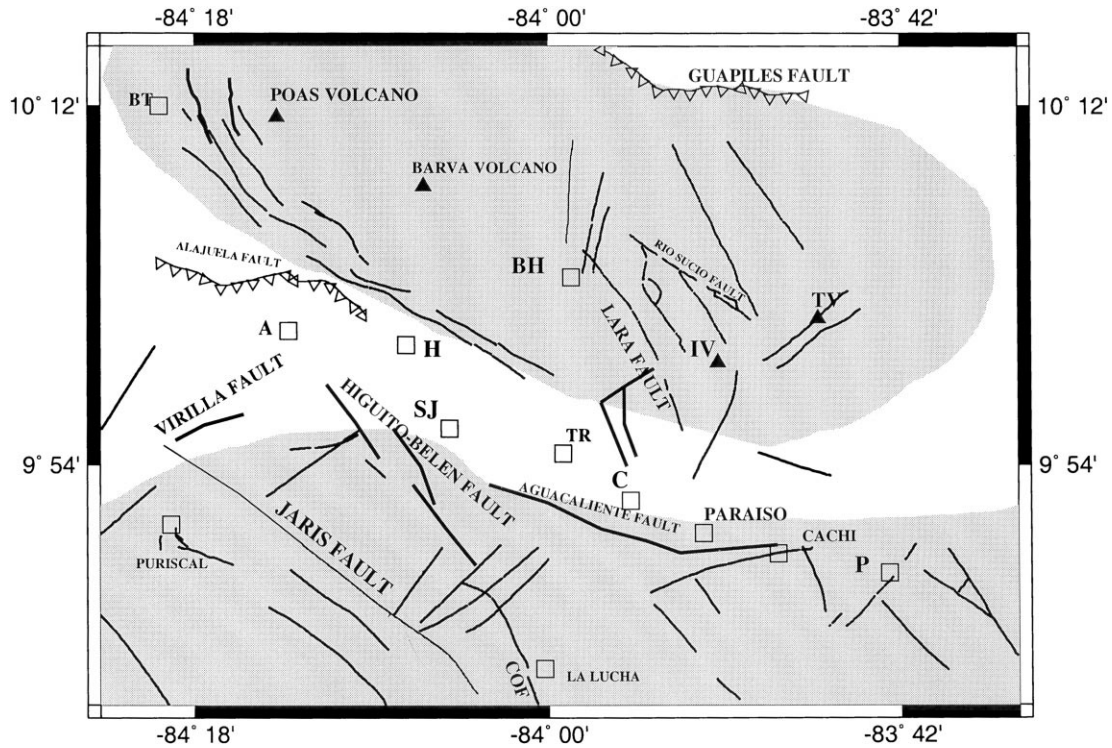 -84° 18'
-84° 00'
-83° 42'
GUAPILES FAULT
10° 12'
BT
POAS VOLCANO
10° 12'
BARVA VOLCANO
ALAJUELA FAULT
BH
RIO SUCIO FAULT
TV
A
H
LARA FAULT
IV
VIRILLA FAULT
HIGUITO-BELEN FAULT
SJ
TR
9° 54'
9° 54'
C
AGUACALIENTE FAULT
PARAISO
JARIS FAULT
CACHI
PURISCAL
P
COF
LA LUCHA
-84° 18'
-84° 00'
-83° 42'